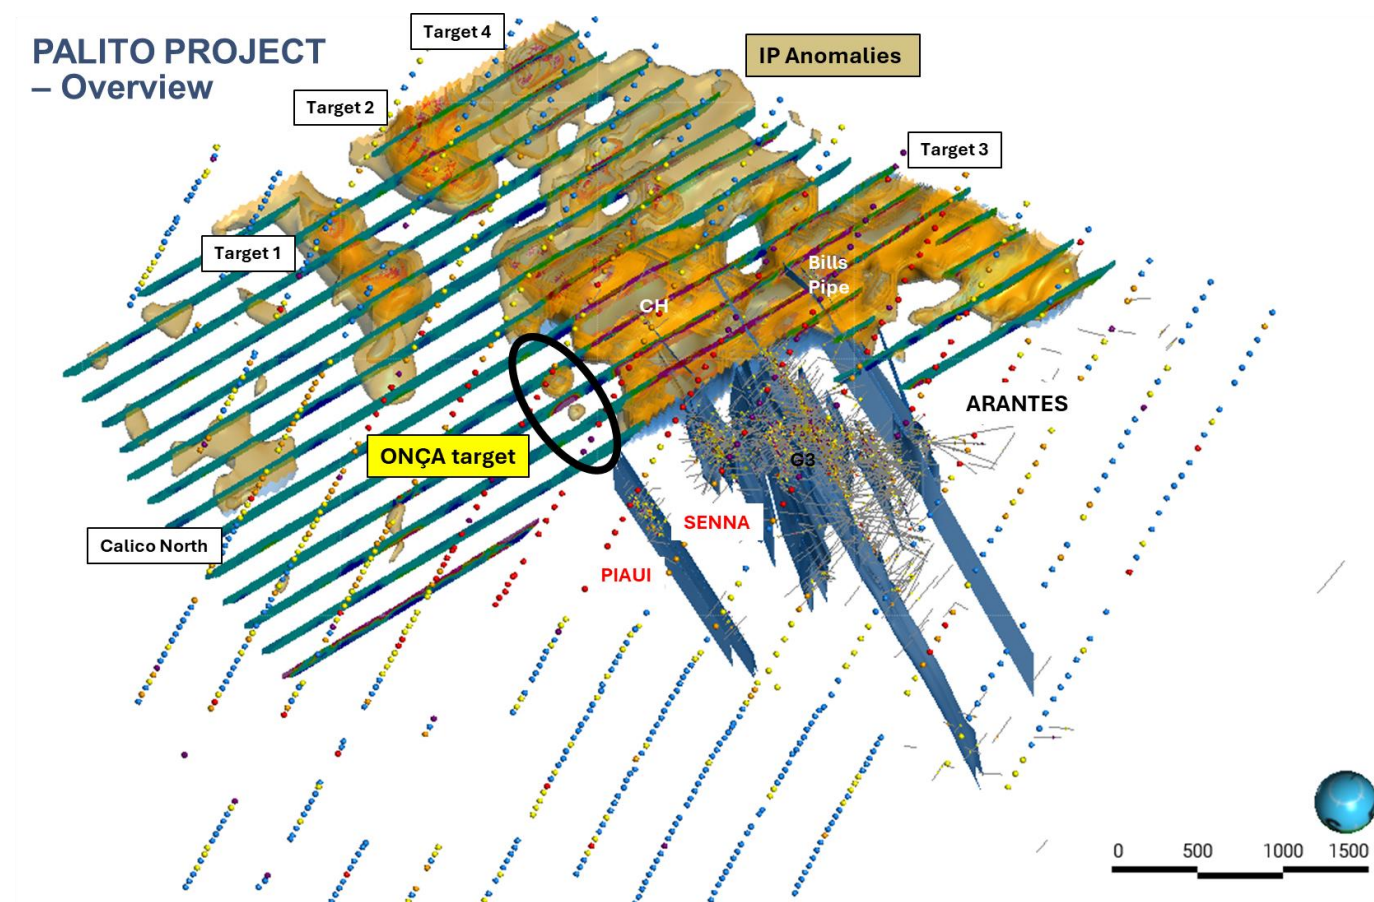 PALITO PROJECT
– Overview
Target 4
IP Anomalies
Target 2
Target 3
Target 1
Bills
Pipe
CH
ARANTES
ONÇA target
G3
SENNA
Calico North
PIAUI
0 500 1000 1500